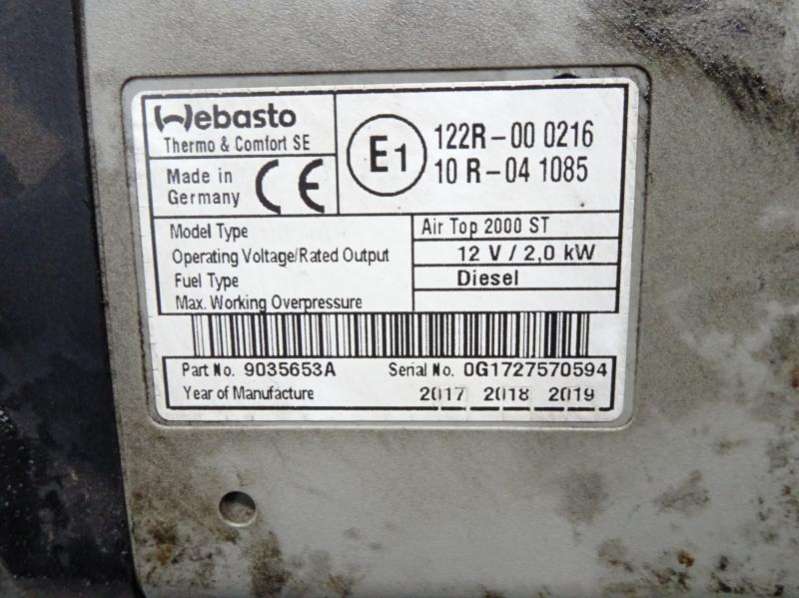 Webasto
Thermo & Comfort SE
Made in
Germany
CE
E1
122R-00 0216
10 R-04 1085
Model Type Air Top 2000 ST
Operating Voltage/Rated Output 12 V / 2,0 kW
Fuel Type Diesel
Max. Working Overpressure
Part No. 9035653A Serial No. 0G1727570594
Year of Manufacture 2017 2018 2019